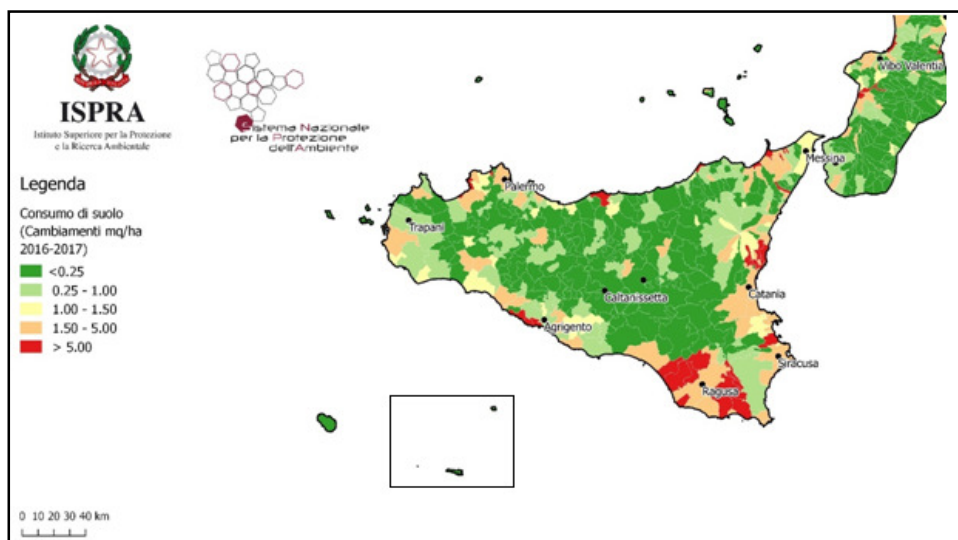 ISPRA
Istituto Superiore per la Protezione
e la Ricerca Ambientale
Sistema Nazionale
per la Protezione
dell'Ambiente
Legenda
Consumo di suolo
(Cambiamenti mq/ha
2016-2017)
<0.25
0.25 - 1.00
1.00 - 1.50
1.50 - 5.00
> 5.00
Vibo Valentia
Messina
Palermo
Trapani
Caltanissetta
Catania
Agrigento
Siracusa
Ragusa
0 10 20 30 40 km